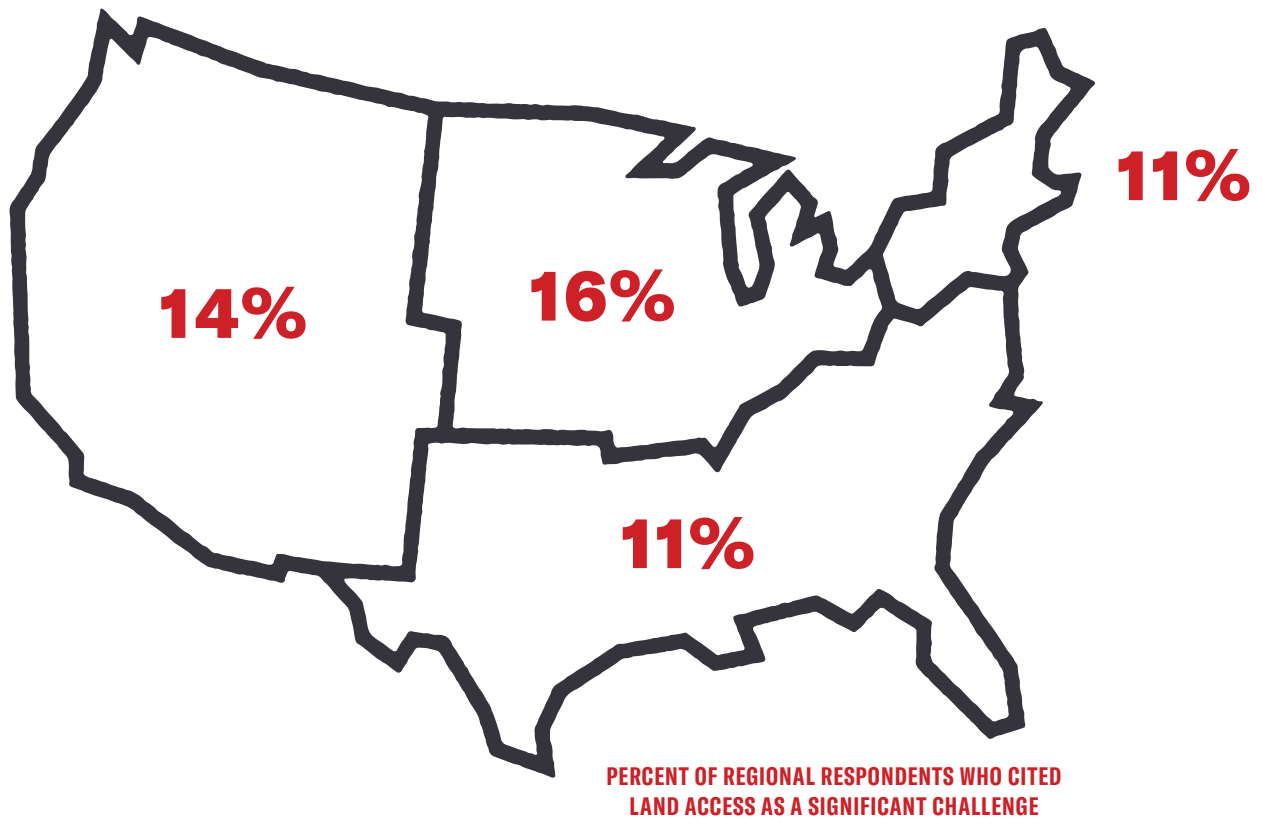 11%
16%
14%
11%
PERCENT OF REGIONAL RESPONDENTS WHO CITED
LAND ACCESS AS A SIGNIFICANT CHALLENGE